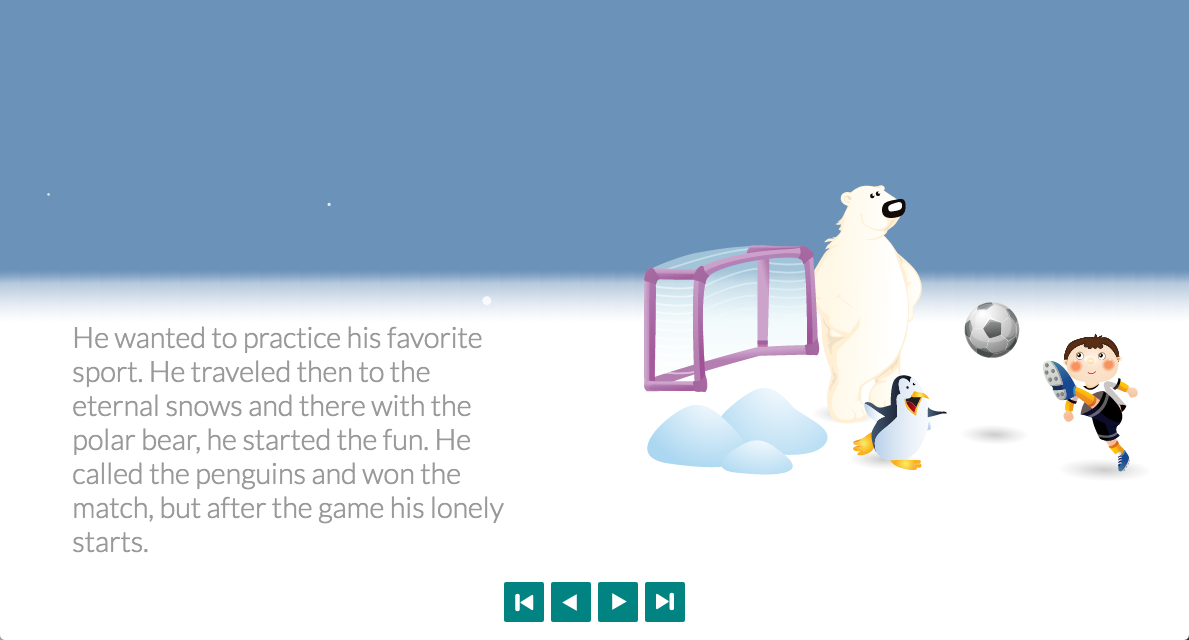 He wanted to practice his favorite
sport. He traveled then to the
eternal snows and there with the
polar bear, he started the fun. He
called the penguins and won the
match, but after the game his lonely
starts.